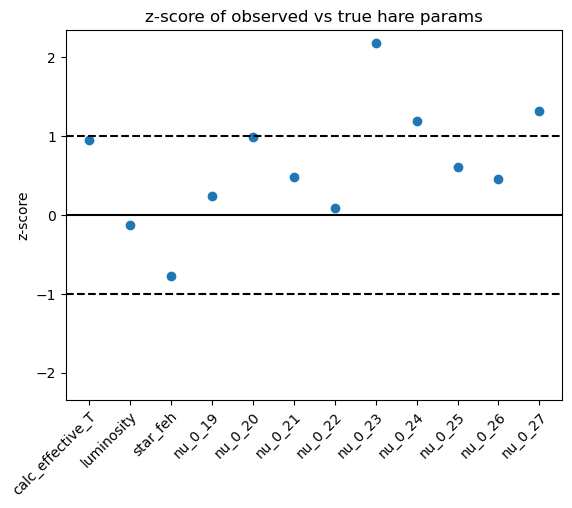 z-score of observed vs true hare params
z-score
2
1
0
−1
−2
calc_effective_T
luminosity
star_feh
nu_0_19
nu_0_20
nu_0_21
nu_0_22
nu_0_23
nu_0_24
nu_0_25
nu_0_26
nu_0_27